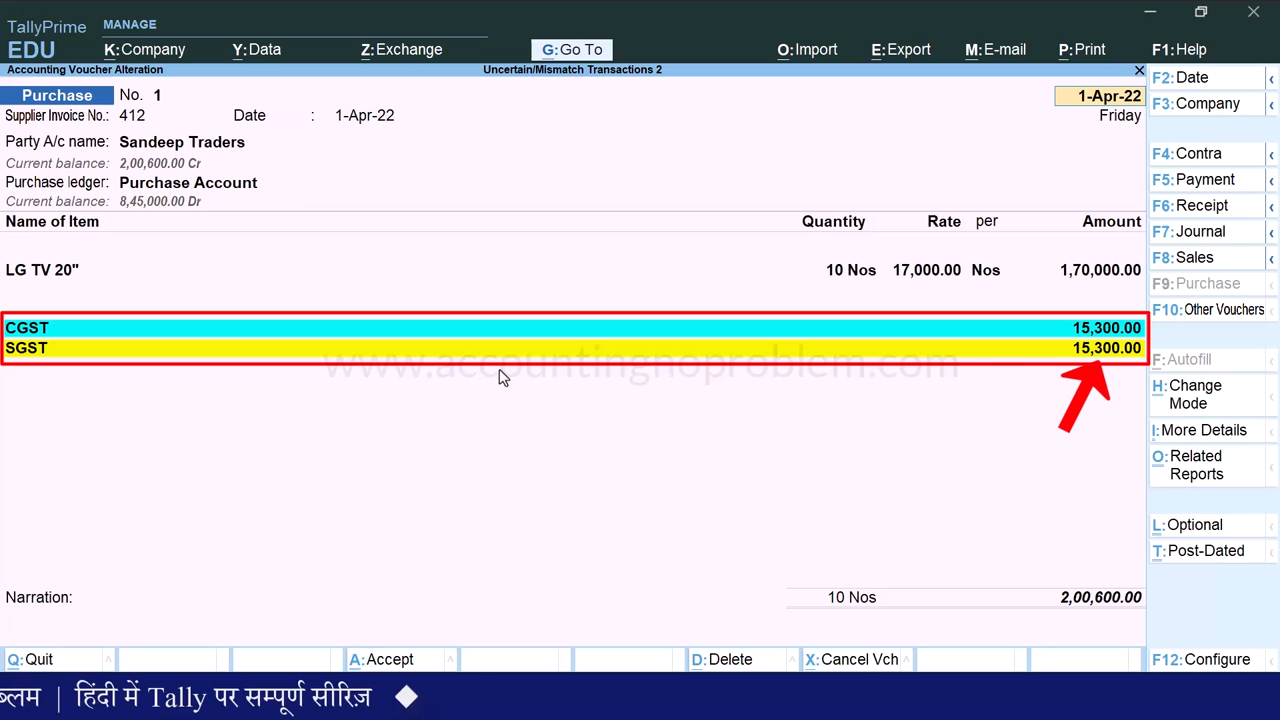 TallyPrime MANAGE
EDU K:Company Y:Data Z:Exchange G:Go To O:Import E:Export M:E-mail P:Print F1:Help
Accounting Voucher Alteration Uncertain/Mismatch Transactions 2
Purchase No. 1 1-Apr-22
Supplier Invoice No.: 412 Date : 1-Apr-22 Friday
Party A/c name: Sandeep Traders
Current balance: 2,00,600.00 Cr
Purchase ledger: Purchase Account
Current balance: 8,45,000.00 Dr
Name of Item Quantity Rate per Amount
LG TV 20" 10 Nos 17,000.00 Nos 1,70,000.00
CGST 15,300.00
SGST 15,300.00
www.accountingnoproblem.com
Narration: 10 Nos 2,00,600.00
Q:Quit A:Accept D:Delete X:Cancel Vch
F2:Date
F3:Company
F4:Contra
F5:Payment
F6:Receipt
F7:Journal
F8:Sales
F9:Purchase
F10:Other Vouchers
F:Autofill
H:Change
Mode
I:More Details
O:Related
Reports
L:Optional
T:Post-Dated
F12:Configure
ब्लम | हिंदी में Tally पर सम्पूर्ण सीरिज़